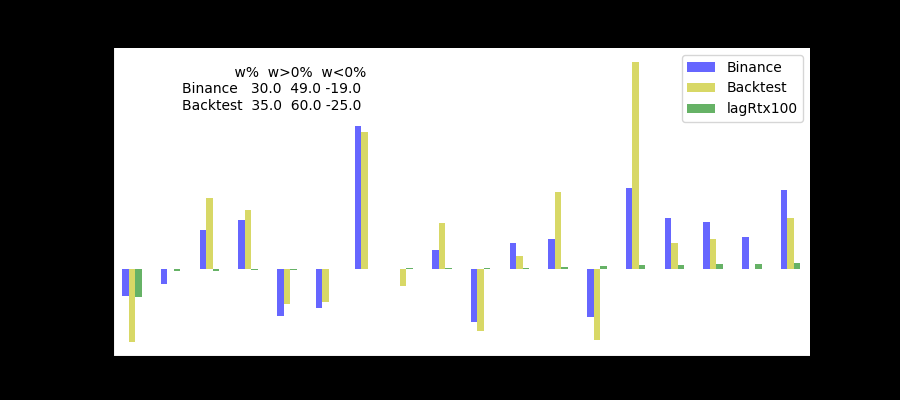 w% w>0% w<0%
Binance 30.0 49.0 -19.0
Backtest 35.0 60.0 -25.0
Binance
Backtest
lagRtx100